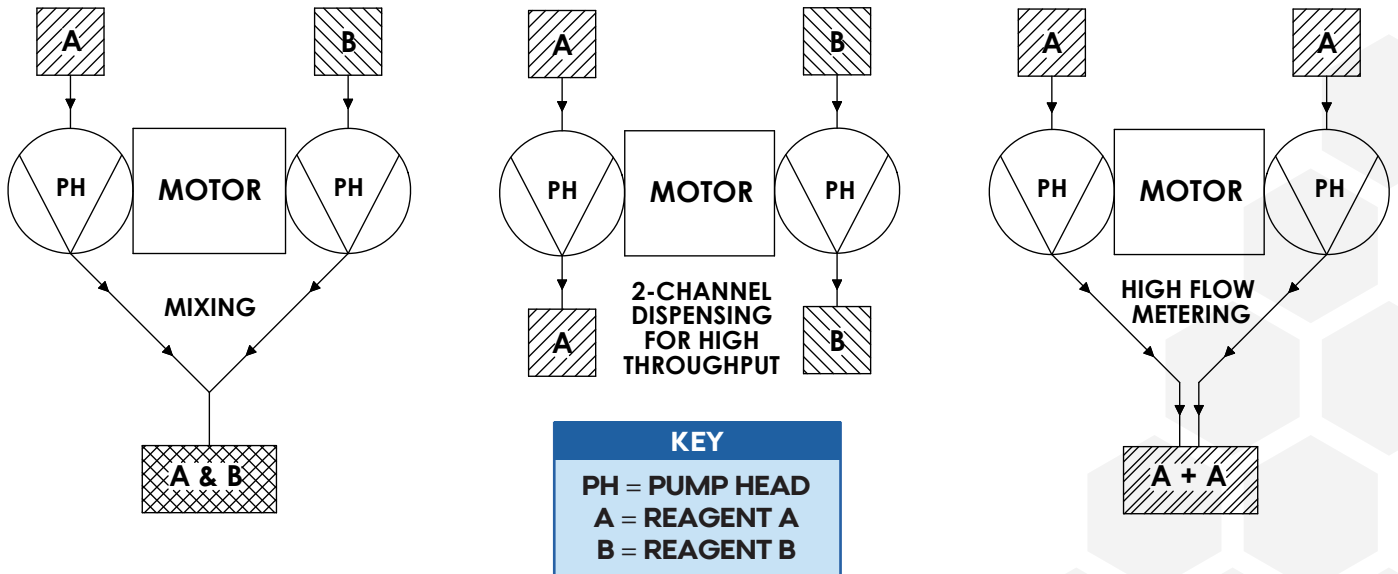 A
B
PH
MOTOR
PH
MIXING
A & B
A
B
PH
MOTOR
PH
2-CHANNEL
DISPENSING
FOR HIGH
THROUGHPUT
A
B
A
A
PH
MOTOR
PH
HIGH FLOW
METERING
A + A
KEY
PH = PUMP HEAD
A = REAGENT A
B = REAGENT B